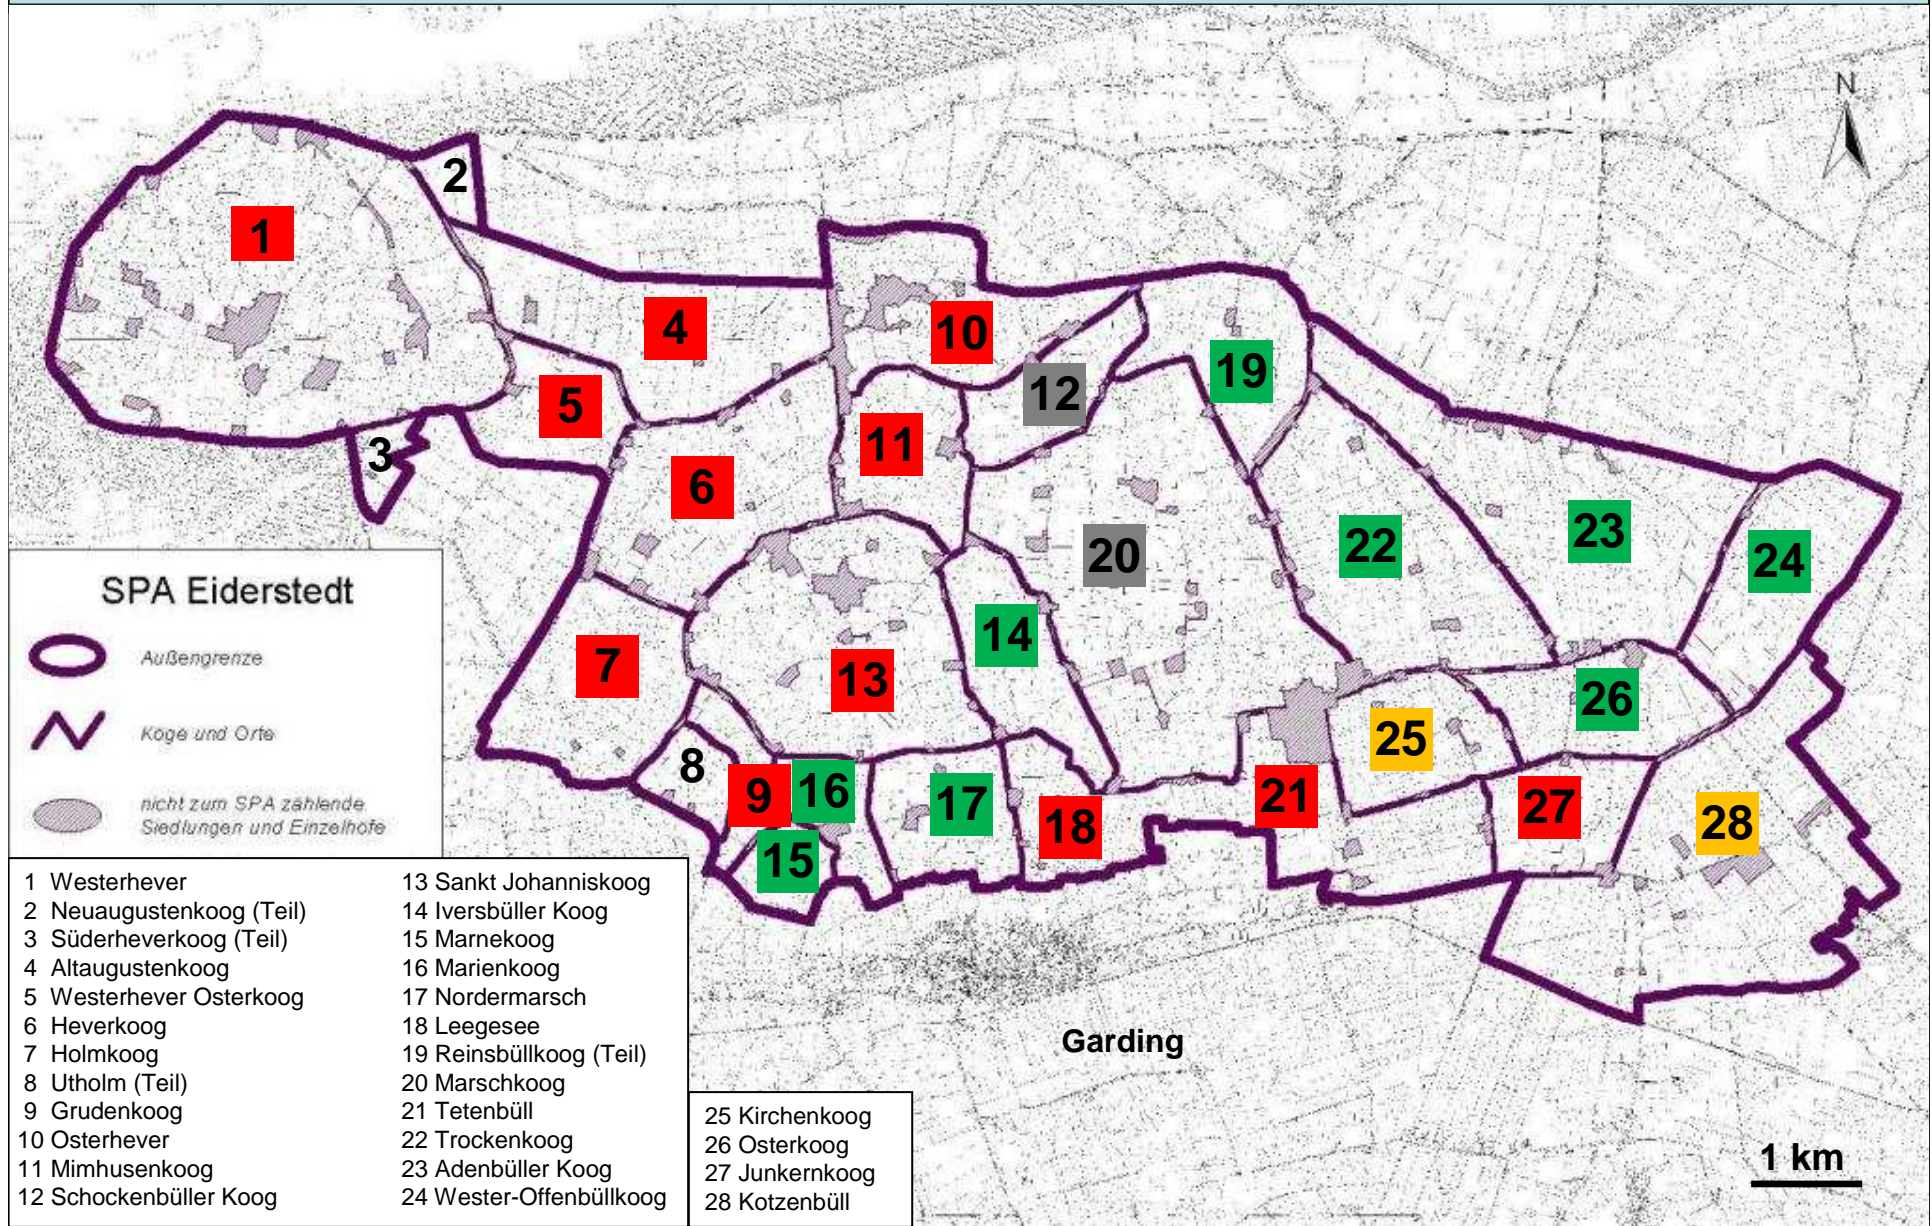 N
2
1
4
10
19
5
12
11
3
6
23
22
20
24
14
7
13
26
25
8
9
16
17
21
27
18
28
15
SPA Eiderstedt
Außengrenze
Köge und Orte
nicht zum SPA zählende
Siedlungen und Einzelhöfe
1 Westerhever
2 Neuaugustenkoog (Teil)
3 Süderheverkoog (Teil)
4 Altaugustenkoog
5 Westerhever Osterkoog
6 Heverkoog
7 Holmkoog
8 Utholm (Teil)
9 Grudenkoog
10 Osterhever
11 Mimhusenkoog
12 Schockenbüller Koog
13 Sankt Johanniskoog
14 Iversbüller Koog
15 Marnekoog
16 Marienkoog
17 Nordermarsch
18 Leegesee
19 Reinsbüllkoog (Teil)
20 Marschkoog
21 Tetenbüll
22 Trockenkoog
23 Adenbüller Koog
24 Wester-Offenbüllkoog
25 Kirchenkoog
26 Osterkoog
27 Junkernkoog
28 Kotzenbüll
Garding
1 km